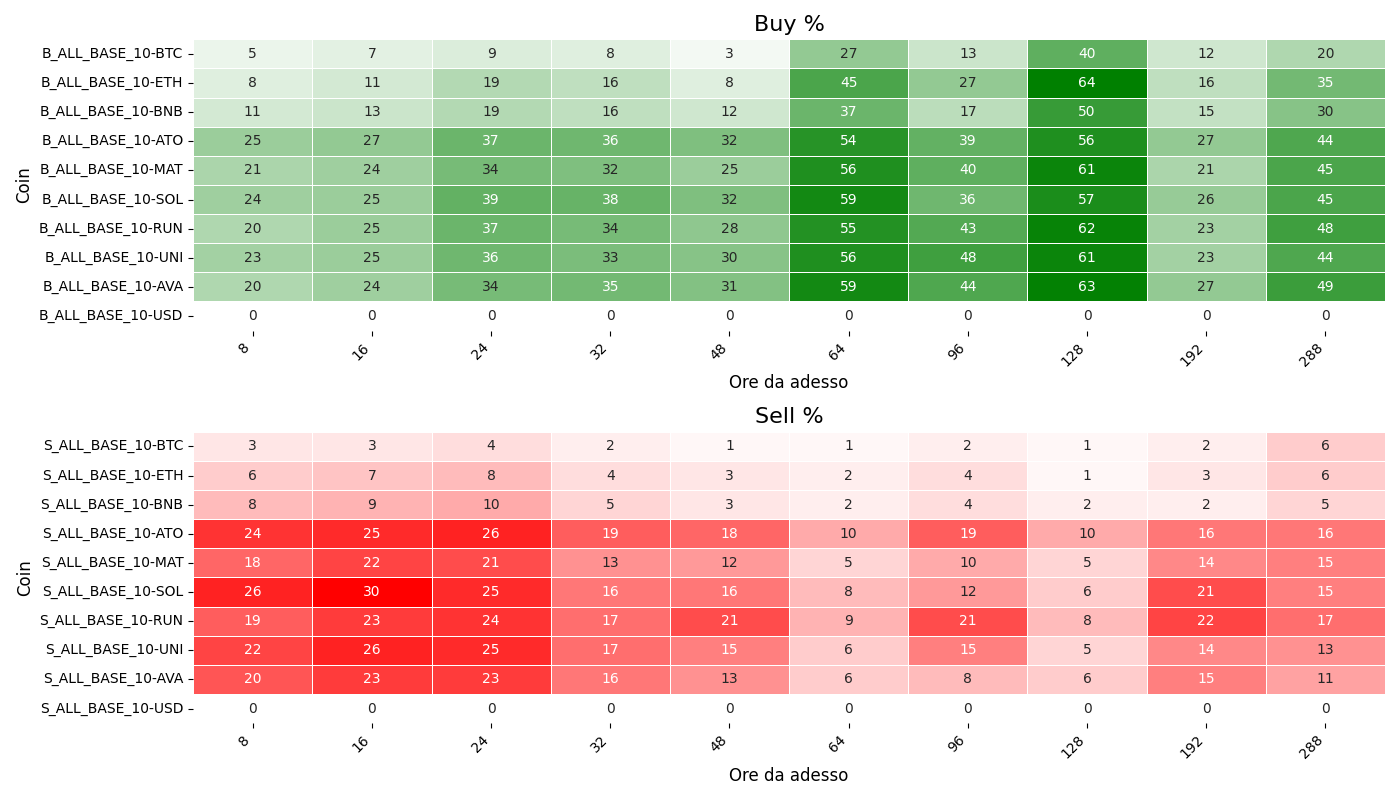 Buy %
Coin
B_ALL_BASE_10-BTC 5 7 9 8 3 27 13 40 12 20
B_ALL_BASE_10-ETH 8 11 19 16 8 45 27 64 16 35
B_ALL_BASE_10-BNB 11 13 19 16 12 37 17 50 15 30
B_ALL_BASE_10-ATO 25 27 37 36 32 54 39 56 27 44
B_ALL_BASE_10-MAT 21 24 34 32 25 56 40 61 21 45
B_ALL_BASE_10-SOL 24 25 39 38 32 59 36 57 26 45
B_ALL_BASE_10-RUN 20 25 37 34 28 55 43 62 23 48
B_ALL_BASE_10-UNI 23 25 36 33 30 56 48 61 23 44
B_ALL_BASE_10-AVA 20 24 34 35 31 59 44 63 27 49
B_ALL_BASE_10-USD 0 0 0 0 0 0 0 0 0 0
8 16 24 32 48 64 96 128 192 288
Ore da adesso
Sell %
Coin
S_ALL_BASE_10-BTC 3 3 4 2 1 1 2 1 2 6
S_ALL_BASE_10-ETH 6 7 8 4 3 2 4 1 3 6
S_ALL_BASE_10-BNB 8 9 10 5 3 2 4 2 2 5
S_ALL_BASE_10-ATO 24 25 26 19 18 10 19 10 16 16
S_ALL_BASE_10-MAT 18 22 21 13 12 5 10 5 14 15
S_ALL_BASE_10-SOL 26 30 25 16 16 8 12 6 21 15
S_ALL_BASE_10-RUN 19 23 24 17 21 9 21 8 22 17
S_ALL_BASE_10-UNI 22 26 25 17 15 6 15 5 14 13
S_ALL_BASE_10-AVA 20 23 23 16 13 6 8 6 15 11
S_ALL_BASE_10-USD 0 0 0 0 0 0 0 0 0 0
8 16 24 32 48 64 96 128 192 288
Ore da adesso